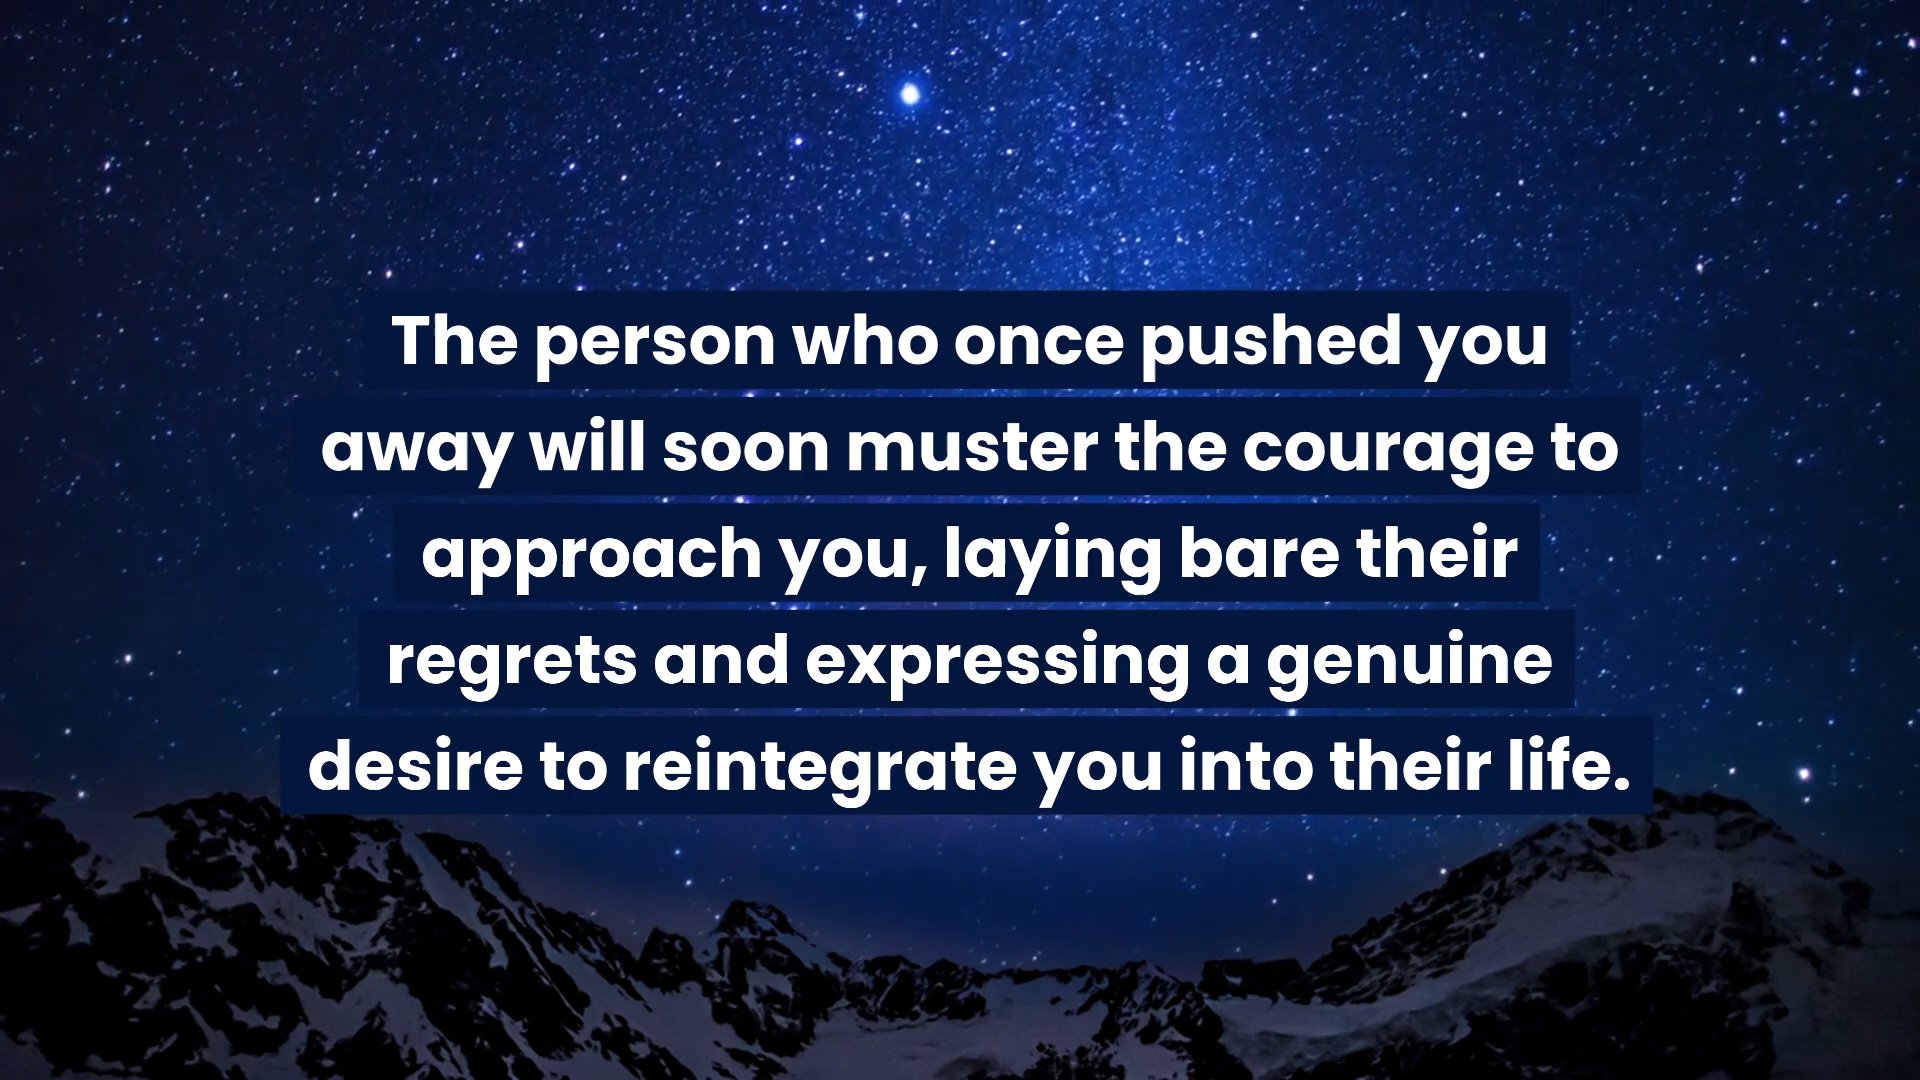 The person who once pushed you
away will soon muster the courage to
approach you, laying bare their
regrets and expressing a genuine
desire to reintegrate you into their life.